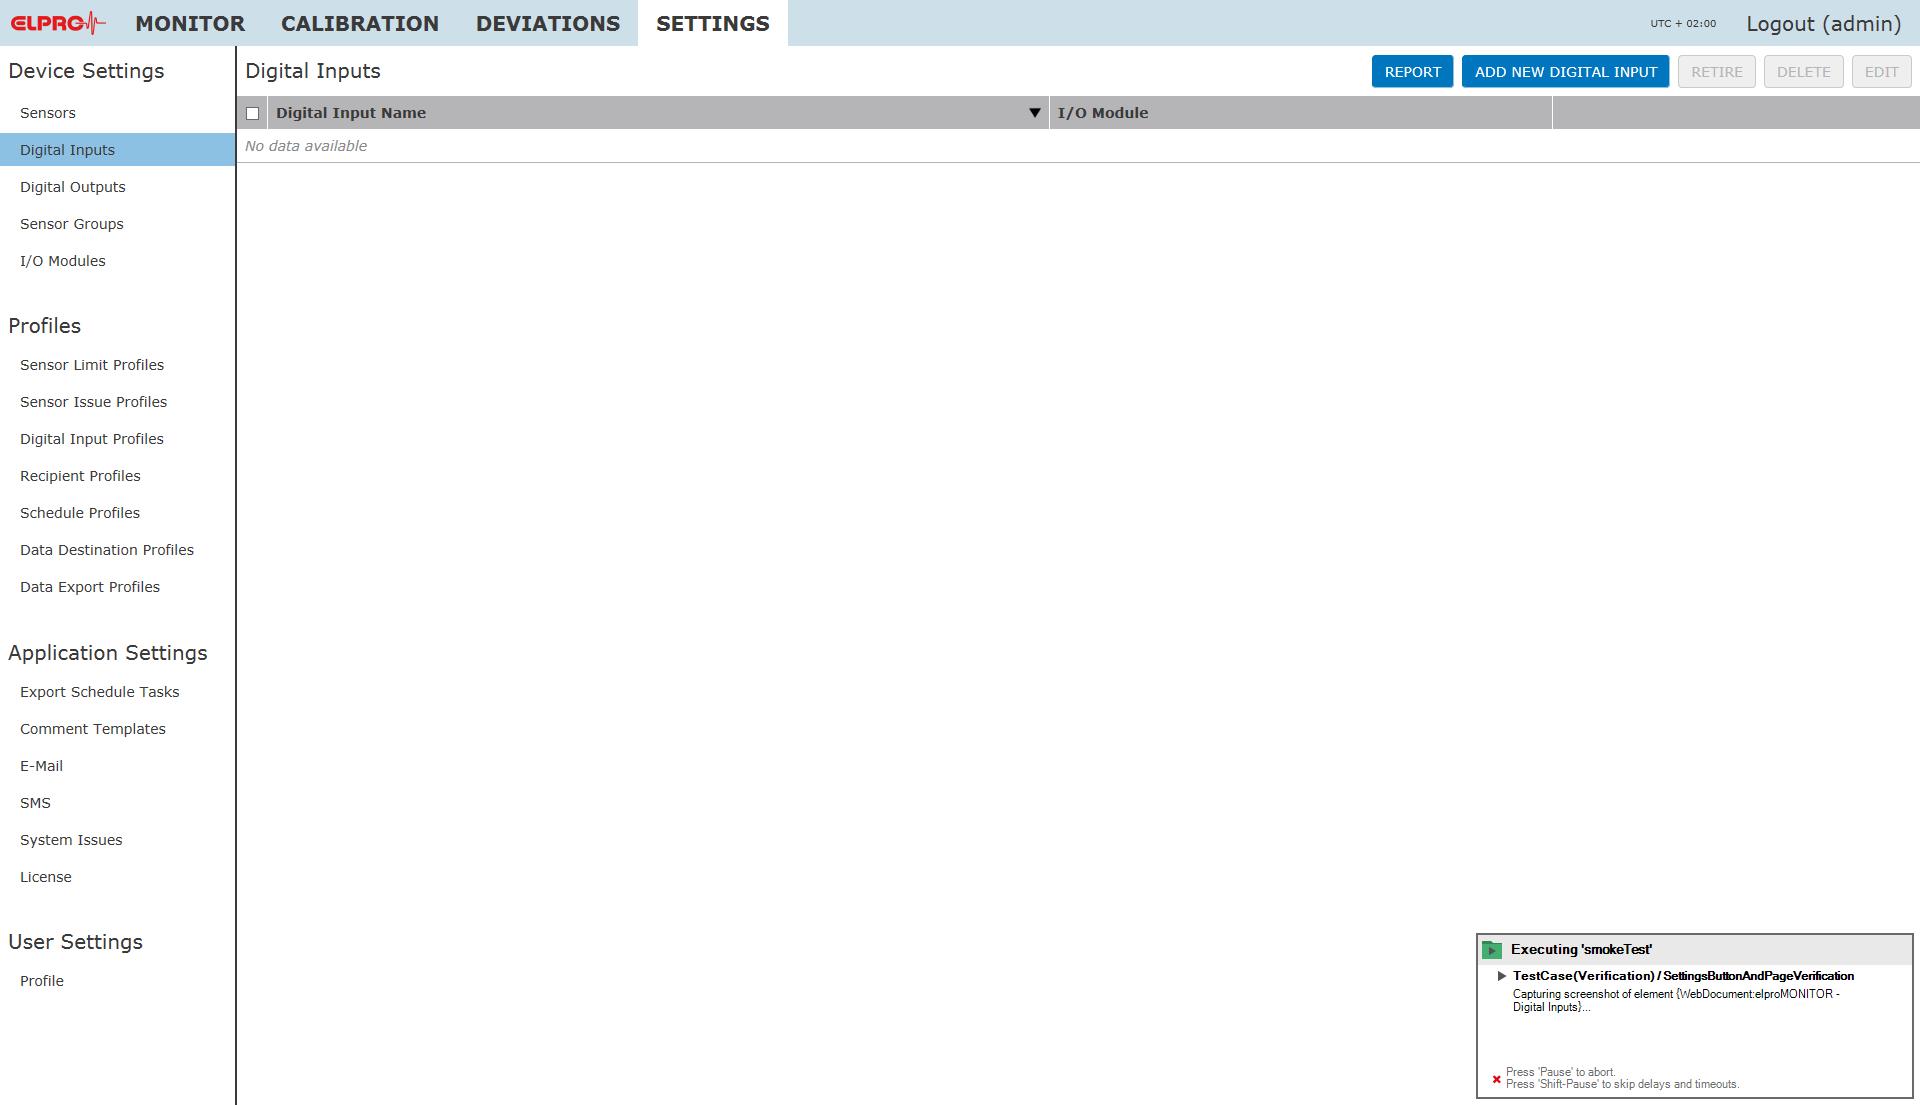 ELPRO MONITOR CALIBRATION DEVIATIONS SETTINGS UTC + 02:00 Logout (admin)
Device Settings
Sensors
Digital Inputs
Digital Outputs
Sensor Groups
I/O Modules
Profiles
Sensor Limit Profiles
Sensor Issue Profiles
Digital Input Profiles
Recipient Profiles
Schedule Profiles
Data Destination Profiles
Data Export Profiles
Application Settings
Export Schedule Tasks
Comment Templates
E-Mail
SMS
System Issues
License
User Settings
Profile
Digital Inputs REPORT ADD NEW DIGITAL INPUT RETIRE DELETE EDIT
Digital Input Name I/O Module
No data available
Executing 'smokeTest'
TestCase(Verification) / SettingsButtonAndPageVerification
Capturing screenshot of element {WebDocument:elproMONITOR -
Digital Inputs}...
Press 'Pause' to abort.
Press 'Shift-Pause' to skip delays and timeouts.